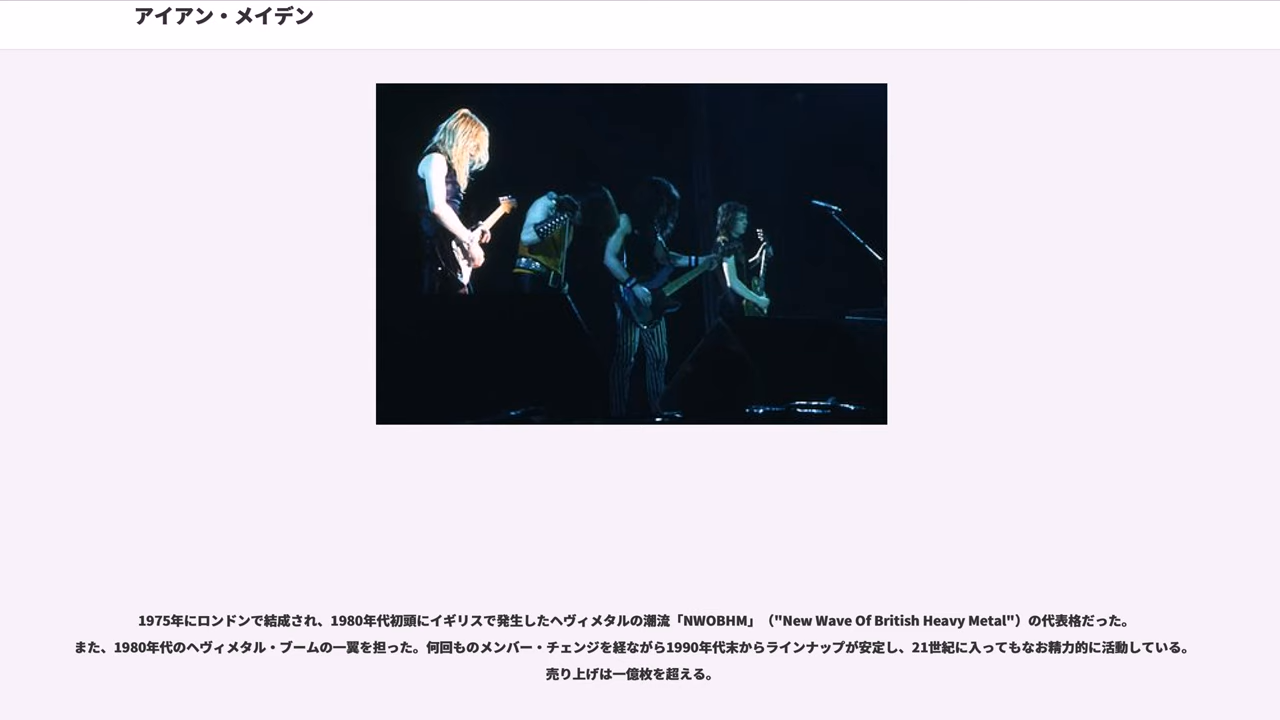 アイアン・メイデン
1975年にロンドンで結成され、1980年代初頭にイギリスで発生したヘヴィメタルの潮流「NWOBHM」（"New Wave Of British Heavy Metal"）の代表格だった。
また、1980年代のヘヴィメタル・ブームの一翼を担った。何回ものメンバー・チェンジを経ながら1990年代末からラインナップが安定し、21世紀に入ってもなお精力的に活動している。
売り上げは一億枚を超える。